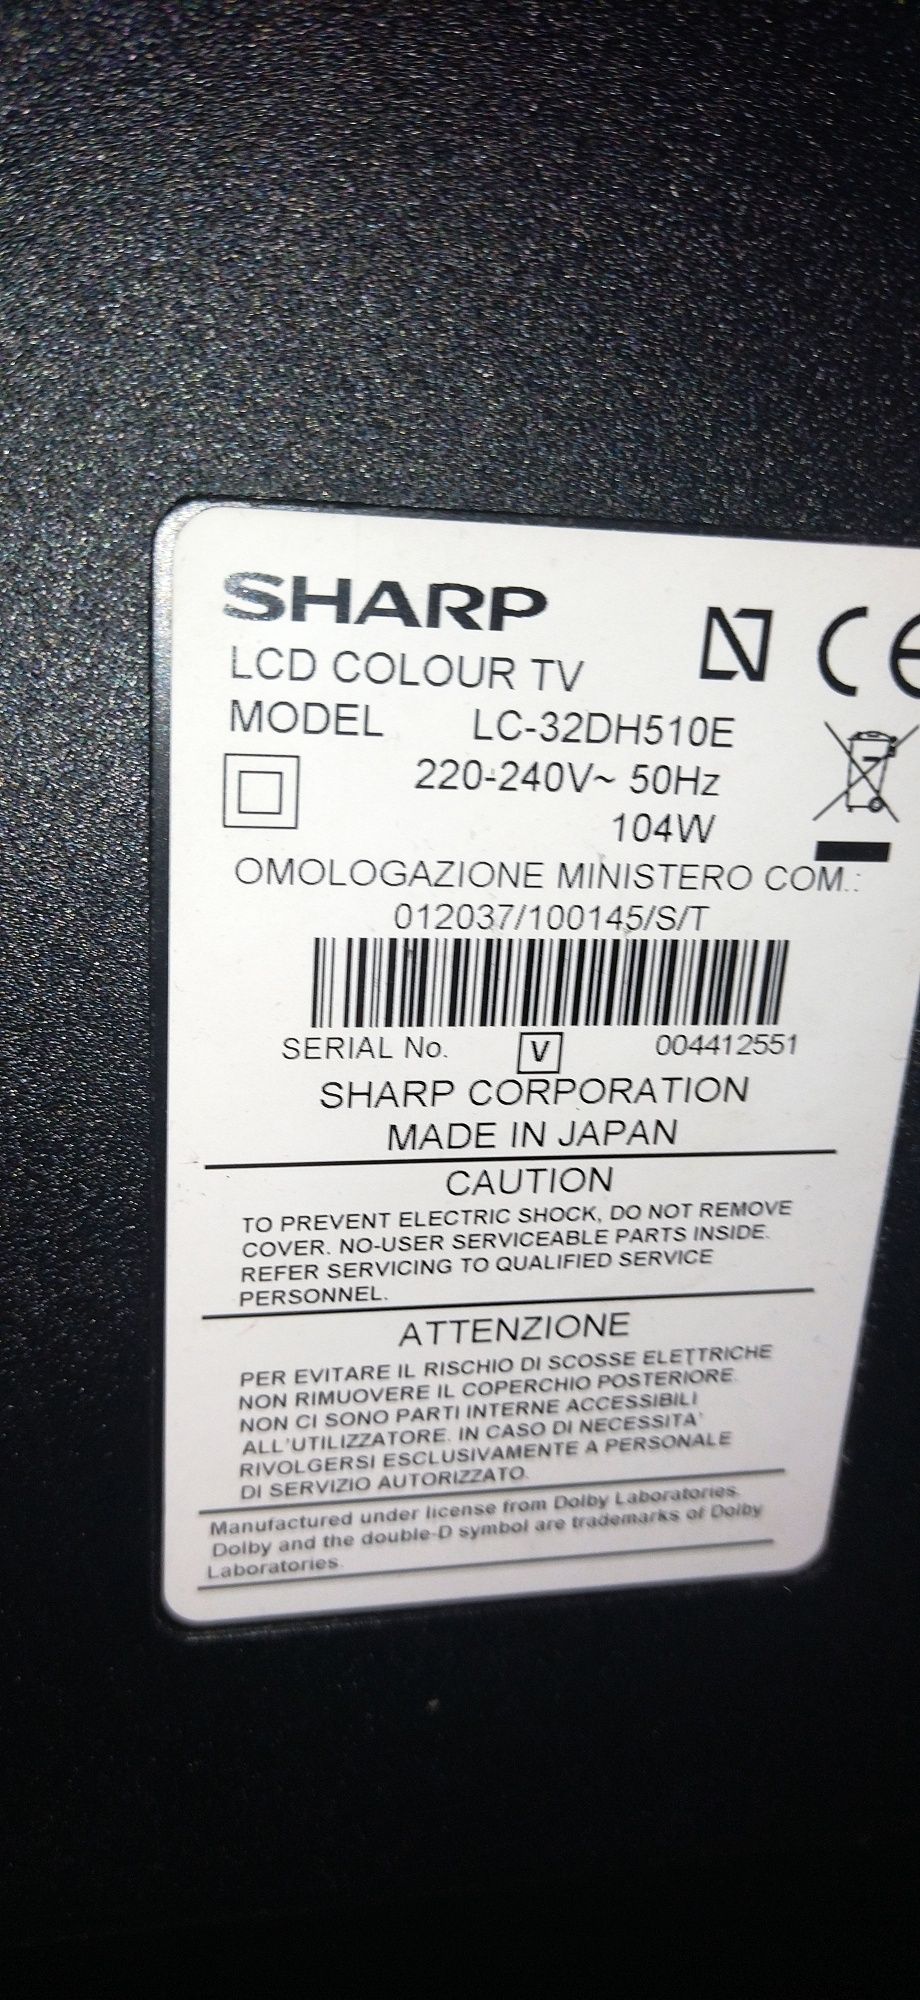 SHARP
LCD COLOUR TV
MODEL LC-32DH510E
220-240V~ 50Hz
104W
OMOLOGAZIONE MINISTERO COM.:
012037/100145/S/T
SERIAL No. V 004412551
SHARP CORPORATION
MADE IN JAPAN
CAUTION
TO PREVENT ELECTRIC SHOCK, DO NOT REMOVE
COVER. NO-USER SERVICEABLE PARTS INSIDE.
REFER SERVICING TO QUALIFIED SERVICE
PERSONNEL.
ATTENZIONE
PER EVITARE IL RISCHIO DI SCOSSE ELETTRICHE
NON RIMUOVERE IL COPERCHIO POSTERIORE.
NON CI SONO PARTI INTERNE ACCESSIBILI
ALL'UTILIZZATORE. IN CASO DI NECESSITA'
RIVOLGERSI ESCLUSIVAMENTE A PERSONALE
DI SERVIZIO AUTORIZZATO.
Manufactured under license from Dolby Laboratories.
Dolby and the double-D symbol are trademarks of Dolby
Laboratories.